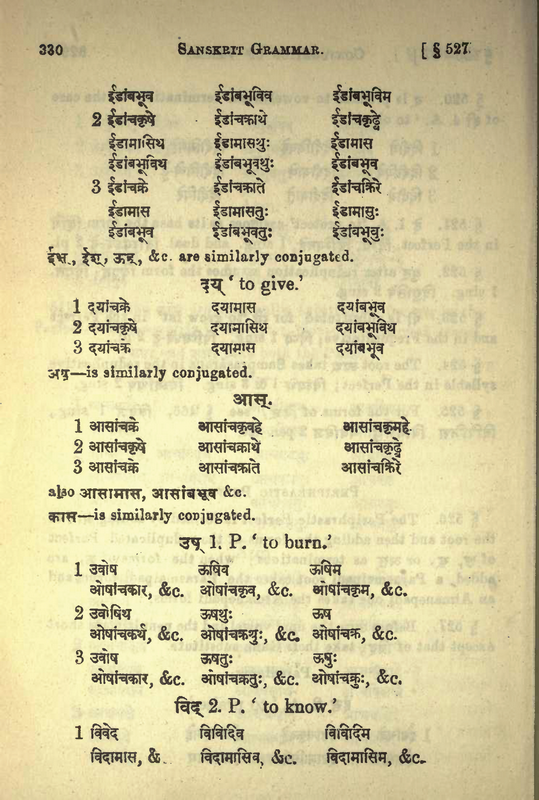 330 SANSKRIT GRAMMAR. [ § 527.
ईडांबभूव ईडांबभूविव ईडांबभूविम
2 ईडांचकृषे ईडांचक्राथे ईडांचकृढ्वे
ईडामासिथ ईडामासथुः ईडामास
ईडांबभूविथ ईडांबभूवथुः ईडांबभूव
3 ईडांचक्रे ईडांचक्राते ईडांचक्रिरे
ईडामास ईडामासतुः ईडामासुः
ईडांबभूव ईडांबभूवतुः ईडांबभूवुः
ईक्ष्, ईश्, ऊह्, &c. are similarly conjugated.
दय् ‘ to give.’
1 दयांचक्रे दयामास दयांबभूव
2 दयांचकृषे दयामासिथ दयांबभूविथ
3 दयांचक्रे दयामास दयांबभूव
अय्—is similarly conjugated.
आस्.
1 आसांचक्रे आसांचकृवहे आसांचकृमहे.
2 आसांचकृषे आसांचक्राथे आसांचकृढ्वे
3 आसांचक्रे आसांचक्राते आसांचक्रिरे
also आसामास, आसांबभूव &c.
कास—is similarly conjugated.
उष् 1. P. ‘ to burn.’
1 उवोष ऊषिव ऊषिम
ओषांचकार, &c. ओषांचकृव, &c. ओषांचकृम, &c.
2 उवोषिथ ऊषथुः ऊष
ओषांचकर्थ, &c. ओषांचक्रथुः, &c. ओषांचक्र, &c.
3 उवोष ऊषतुः ऊषुः
ओषांचकार, &c. ओषांचक्रतुः, &c. ओषांचक्रुः, &c.
विद् 2. P. ‘ to know.’
1 विवेद विविदिव विविदिम
विदामास, &. विदामासिव, &c. विदामासिम, &c.